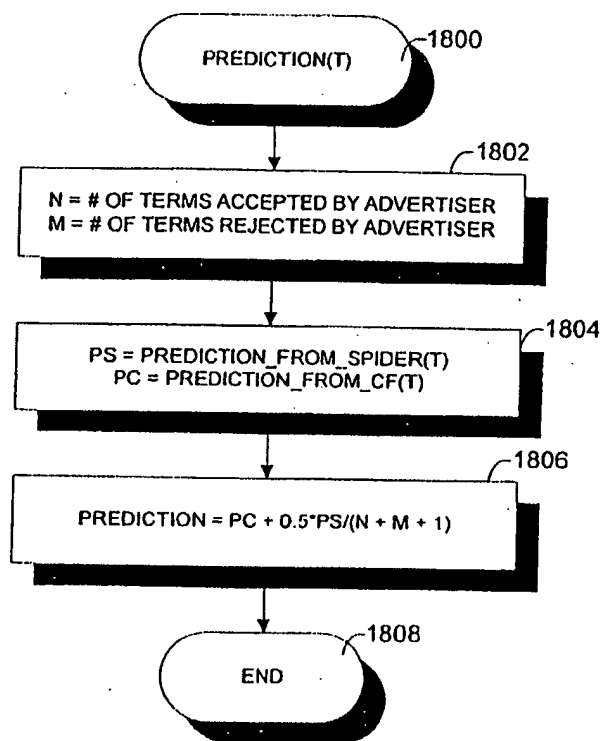 PREDICTION(T)
1800
1802
N = # OF TERMS ACCEPTED BY ADVERTISER
M = # OF TERMS REJECTED BY ADVERTISER
1804
PS = PREDICTION_FROM_SPIDER(T)
PC = PREDICTION_FROM_CF(T)
1806
PREDICTION = PC + 0.5*PS/(N + M + 1)
1808
END